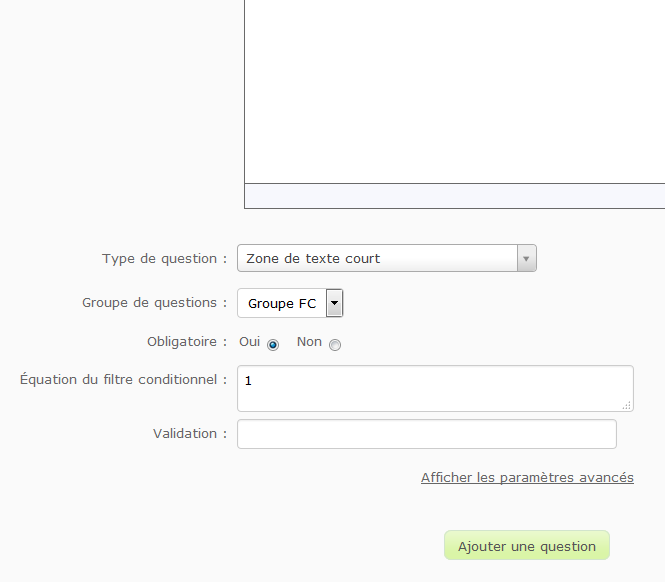 Type de question : Zone de texte court
Groupe de questions : Groupe FC
Obligatoire : Oui Non
Équation du filtre conditionnel : 1
Validation :
Afficher les paramètres avancés
Ajouter une question